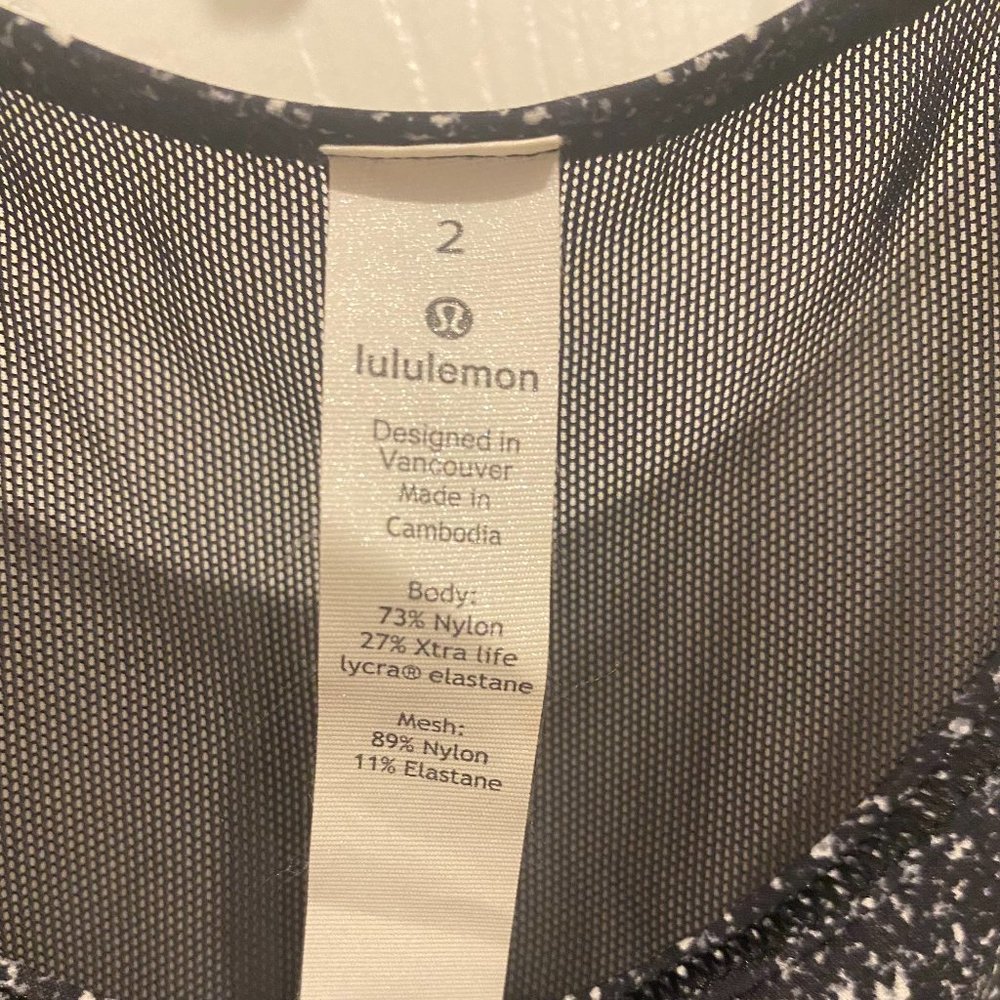 2
lululemon
Designed in
Vancouver
Made in
Cambodia
Body:
73% Nylon
27% Xtra life
lycra® elastane
Mesh:
89% Nylon
11% Elastane